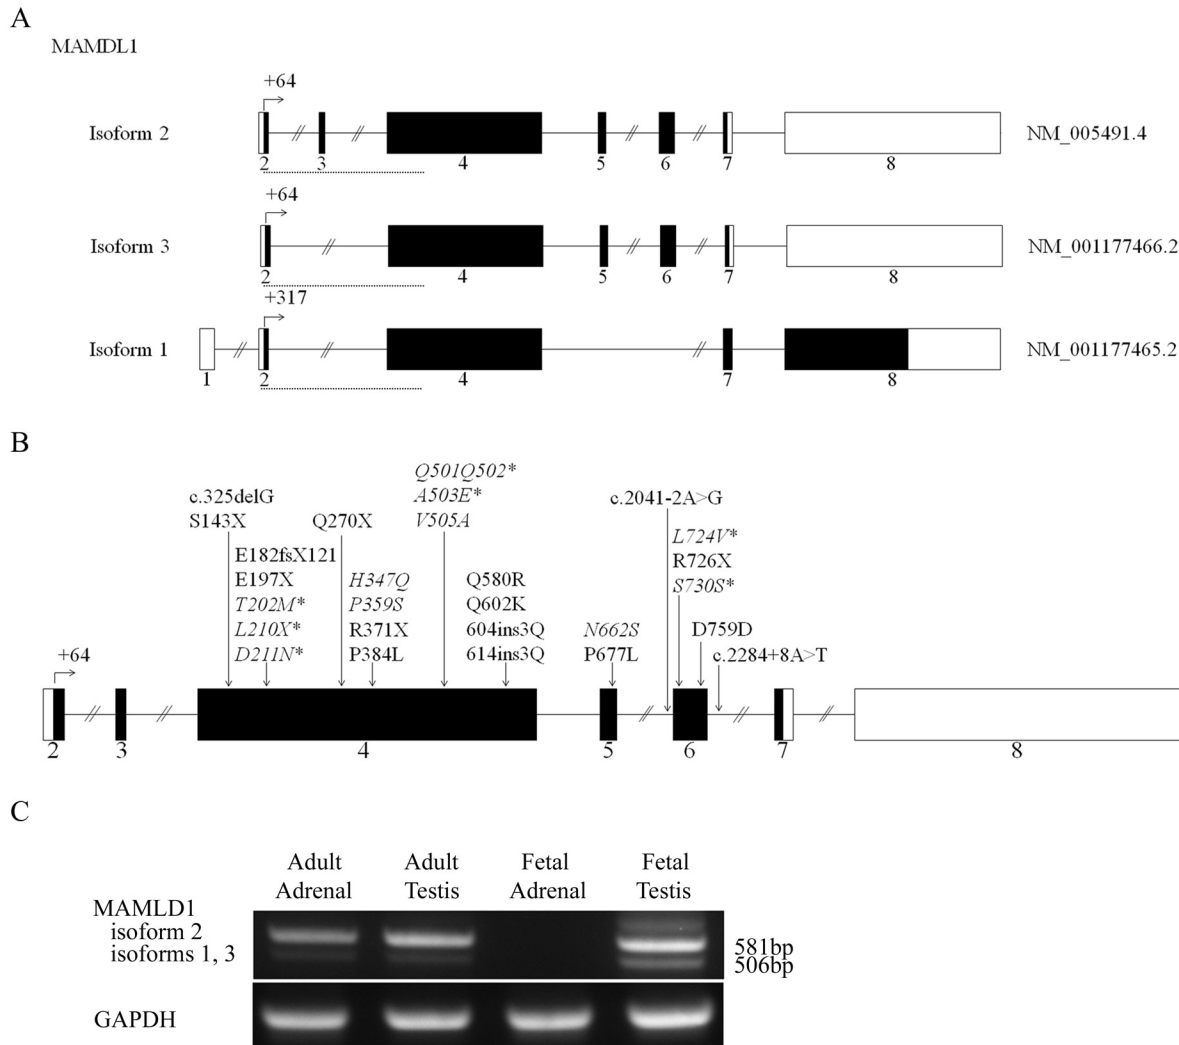 A
MAMDL1
+64
Isoform 2
NM_005491.4
2 3 4 5 6 7 8
+64
Isoform 3
NM_001177466.2
2 4 5 6 7 8
+317
Isoform 1
NM_001177465.2
1 2 4 7 8
B
c.325delG
S143X
E182fsX121
E197X
T202M*
L210X*
D211N*
Q270X
H347Q
P359S
R371X
P384L
Q501Q502*
A503E*
V505A
Q580R
Q602K
604ins3Q
614ins3Q
N662S
P677L
c.2041-2A>G
L724V*
R726X
S730S*
D759D
c.2284+8A>T
+64
2 3 4 5 6 7 8
C
Adult Adrenal
Adult Testis
Fetal Adrenal
Fetal Testis
MAMLD1
isoform 2
isoforms 1, 3
581bp
506bp
GAPDH